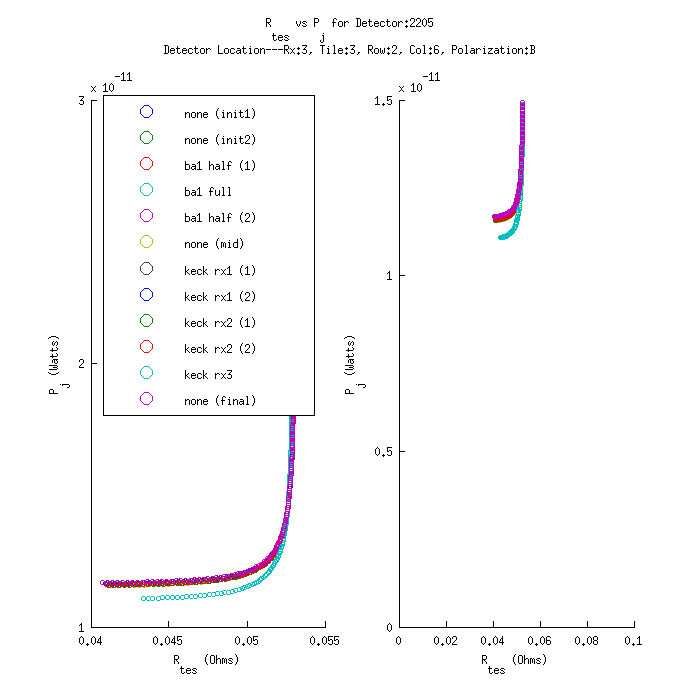 R tes vs P j for Detector:2205
Detector Location---Rx:3, Tile:3, Row:2, Col:6, Polarization:B
x 10^-11
3
2
1
P j (Watts)
none (init1)
none (init2)
ba1 half (1)
ba1 full
ba1 half (2)
none (mid)
keck rx1 (1)
keck rx1 (2)
keck rx2 (1)
keck rx2 (2)
keck rx3
none (final)
0.04 0.045 0.05 0.055
R tes (Ohms)
x 10^-11
1.5
1
0.5
0
P j (Watts)
0 0.02 0.04 0.06 0.08 0.1
R tes (Ohms)